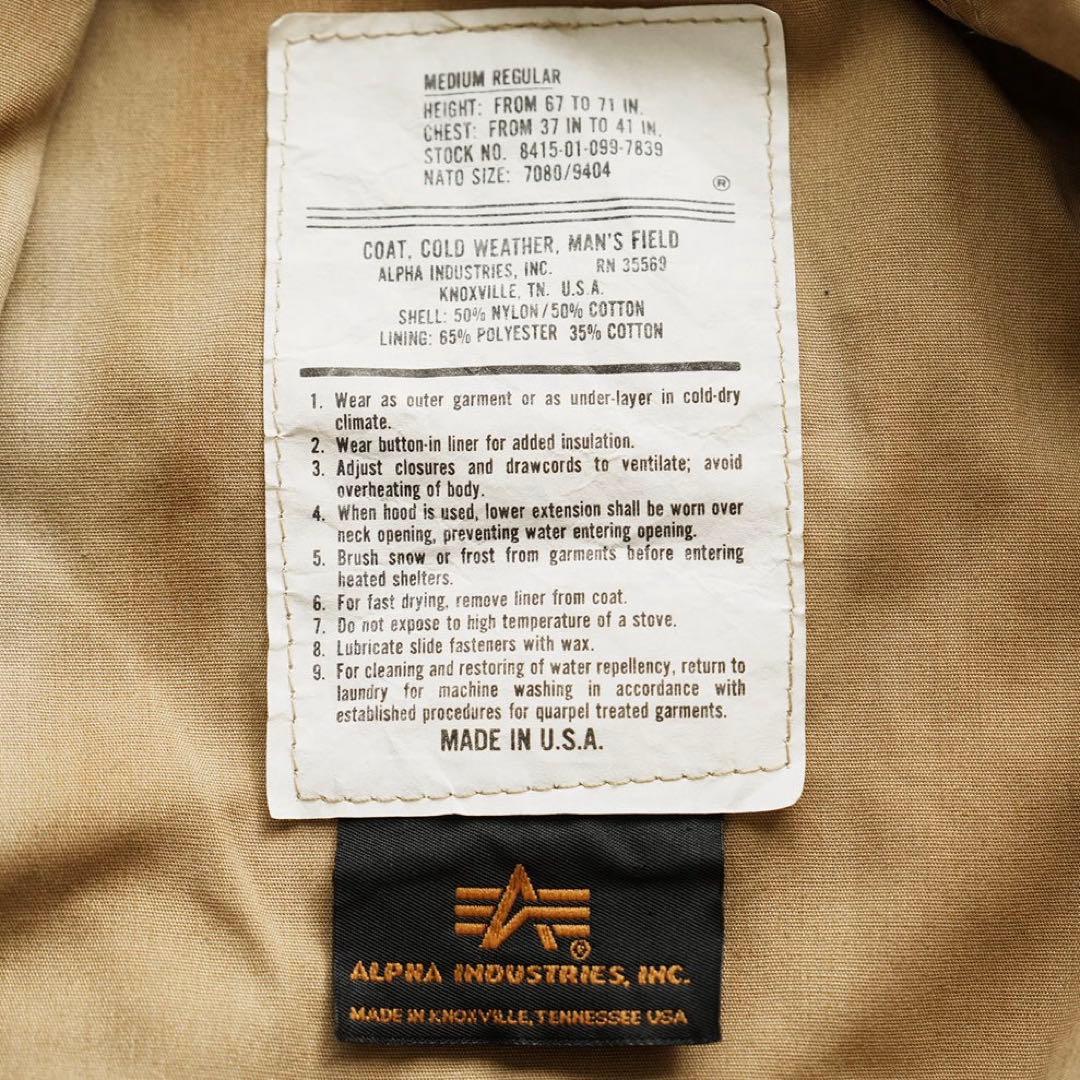 MEDIUM REGULAR
HEIGHT: FROM 67 TO 71 IN.
CHEST: FROM 37 IN TO 41 IN.
STOCK NO. 8415-01-099-7839
NATO SIZE: 7080/9404
®
COAT, COLD WEATHER, MAN'S FIELD
ALPHA INDUSTRIES, INC. RN 35569
KNOXVILLE, TN. U.S.A.
SHELL: 50% NYLON/50% COTTON
LINING: 65% POLYESTER 35% COTTON
1. Wear as outer garment or as under-layer in cold-dry
climate.
2. Wear button-in liner for added insulation.
3. Adjust closures and drawcords to ventilate; avoid
overheating of body.
4. When hood is used, lower extension shall be worn over
neck opening, preventing water entering opening.
5. Brush snow or frost from garments before entering
heated shelters.
6. For fast drying, remove liner from coat.
7. Do not expose to high temperature of a stove.
8. Lubricate slide fasteners with wax.
9. For cleaning and restoring of water repellency, return to
laundry for machine washing in accordance with
established procedures for quarpel treated garments.
MADE IN U.S.A.
®
ALPHA INDUSTRIES, INC.
MADE IN KNOXVILLE, TENNESSEE USA